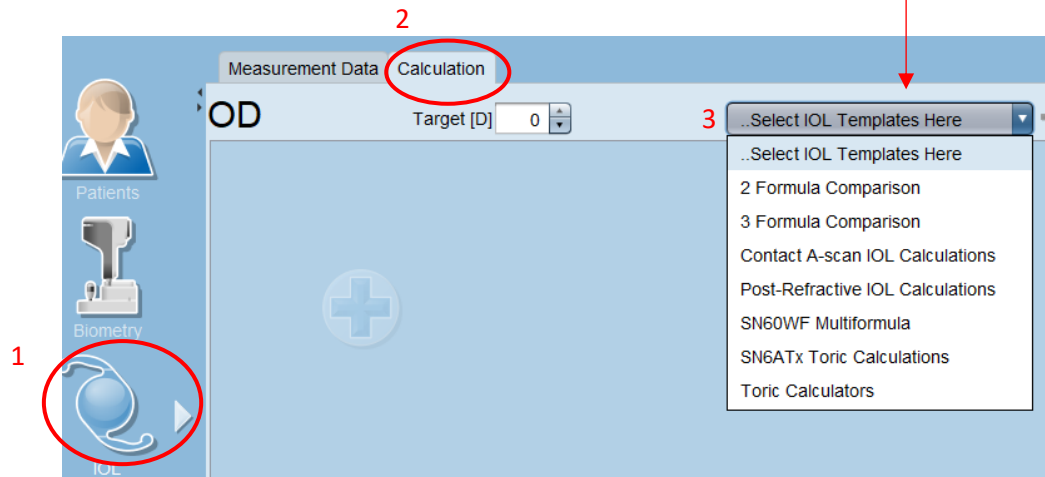 2
Measurement Data
Calculation
OD
Target [D]
0
3
..Select IOL Templates Here
..Select IOL Templates Here
2 Formula Comparison
3 Formula Comparison
Contact A-scan IOL Calculations
Post-Refractive IOL Calculations
SN60WF Multiformula
SN6ATx Toric Calculations
Toric Calculators
Patients
Biometry
1
IOL